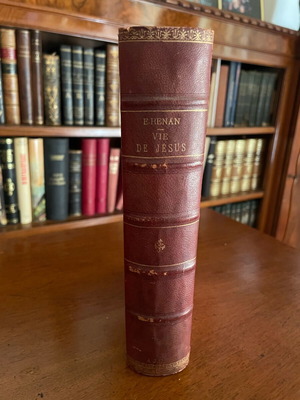 E. RENAN
VIE
DE JÉSUS